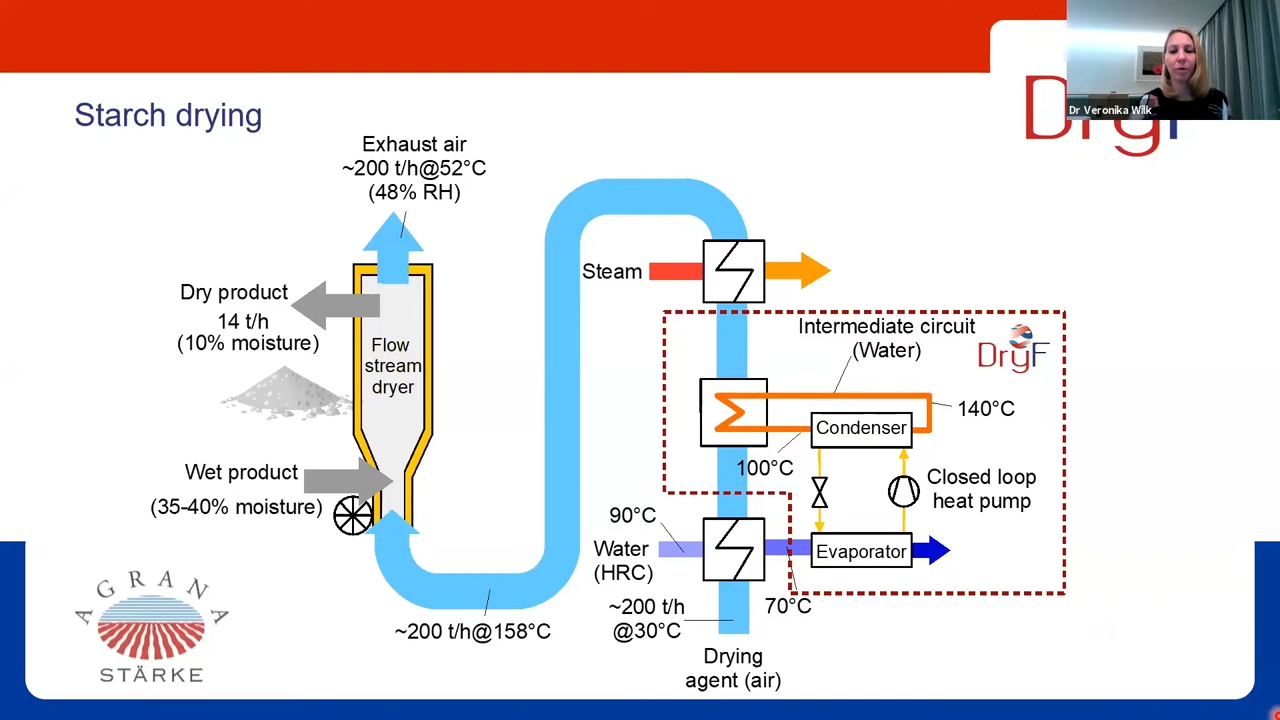 Starch drying
Dr Veronika Wilk
Exhaust air
~200 t/h@52°C
(48% RH)
Steam
Dry product
14 t/h
(10% moisture)
Flow
stream
dryer
Intermediate circuit
(Water)
DryF
140°C
Condenser
100°C
Wet product
(35-40% moisture)
Closed loop
heat pump
90°C
Water
(HRC)
Evaporator
70°C
~200 t/h
@30°C
~200 t/h@158°C
Drying
agent (air)
AGRANA
STÄRKE